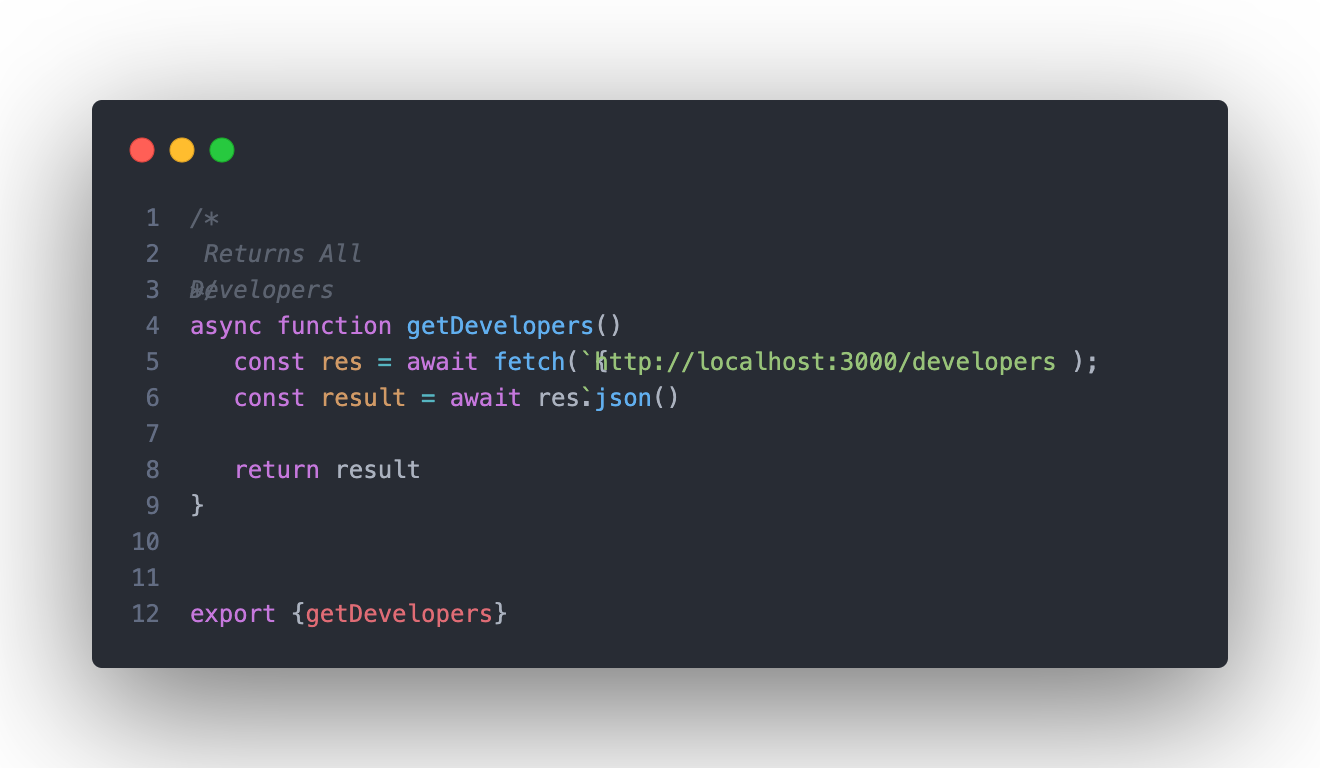 1 /*
2  Returns All
3 Developers */
4 async function getDevelopers() {
5    const res = await fetch(`http://localhost:3000/developers` );
6    const result = await res.json()
7
8    return result
9 }
10
11
12 export {getDevelopers}